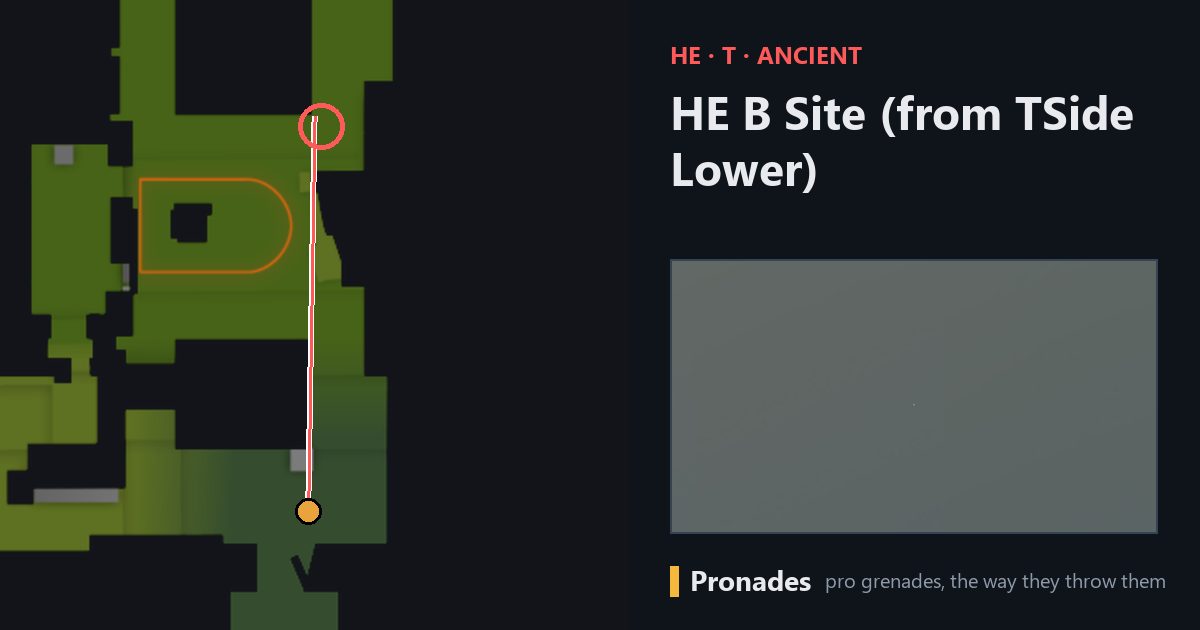 HE · T · ANCIENT
HE B Site (from TSide
Lower)
Pronades pro grenades, the way they throw them